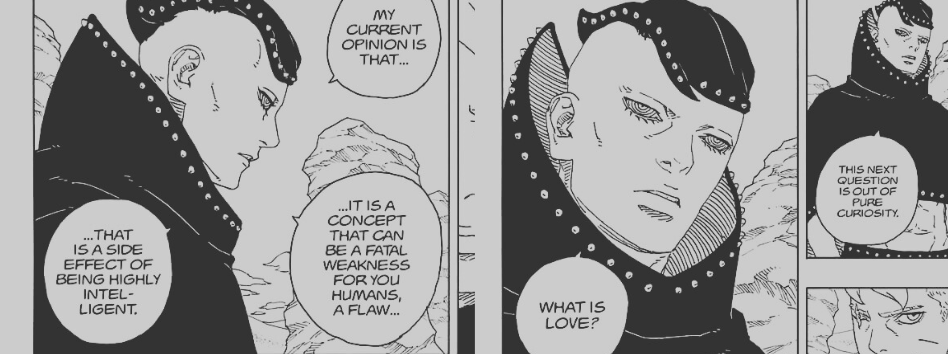 THIS NEXT
QUESTION
IS OUT OF
PURE
CURIOSITY.
WHAT IS
LOVE?
MY
CURRENT
OPINION IS
THAT...
...IT IS A
CONCEPT
THAT CAN
BE A FATAL
WEAKNESS
FOR YOU
HUMANS,
A FLAW...
...THAT
IS A SIDE
EFFECT OF
BEING HIGHLY
INTEL-
LIGENT.